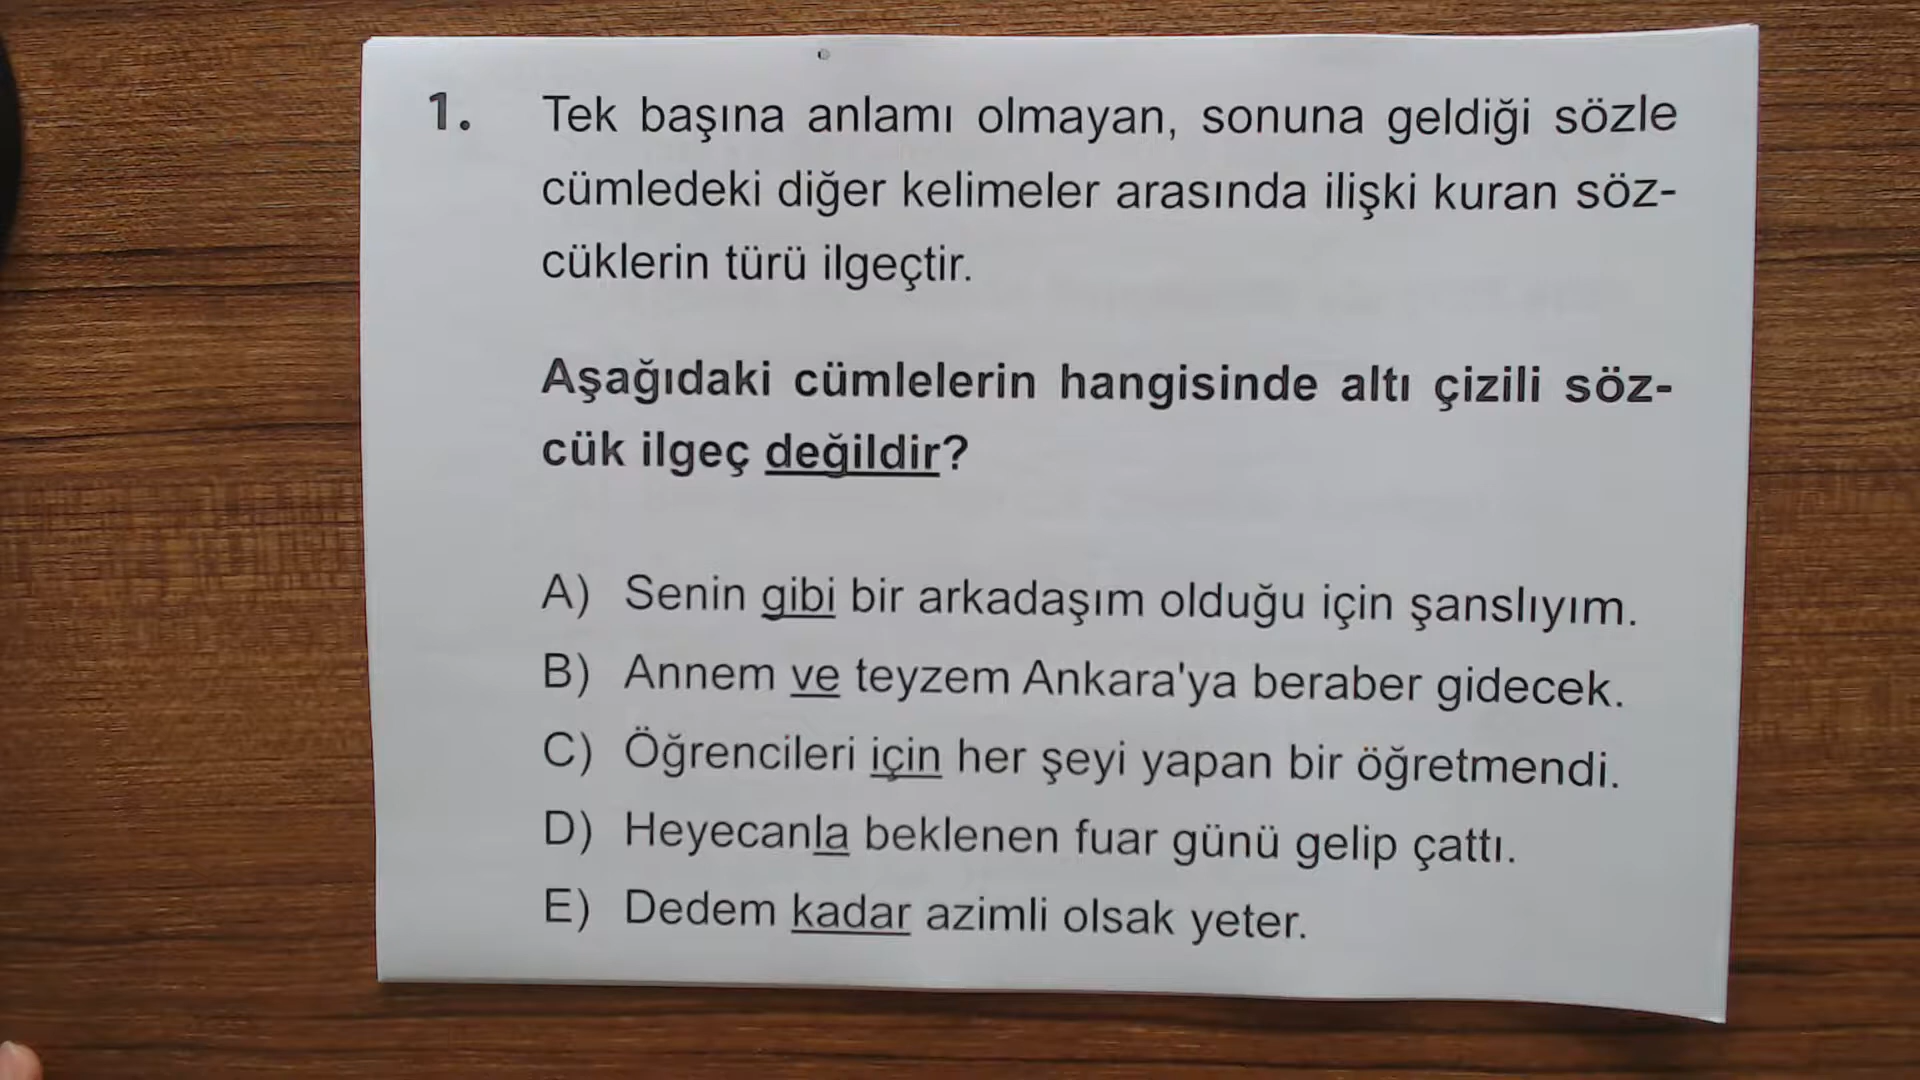 1. Tek başına anlamı olmayan, sonuna geldiği sözle
cümledeki diğer kelimeler arasında ilişki kuran söz-
cüklerin türü ilgeçtir.
Aşağıdaki cümlelerin hangisinde altı çizili söz-
cük ilgeç değildir?
A) Senin gibi bir arkadaşım olduğu için şanslıyım.
B) Annem ve teyzem Ankara'ya beraber gidecek.
C) Öğrencileri için her şeyi yapan bir öğretmendi.
D) Heyecanla beklenen fuar günü gelip çattı.
E) Dedem kadar azimli olsak yeter.